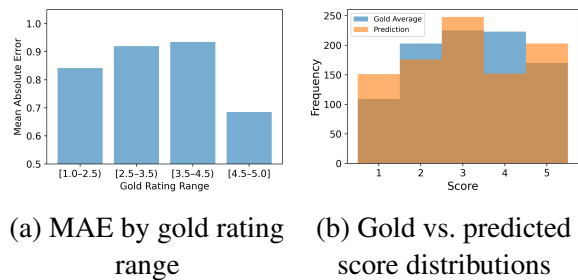 Mean Absolute Error
1.0
0.9
0.8
0.7
0.6
0.5
[1.0–2.5)
[2.5–3.5)
[3.5–4.5)
[4.5–5.0]
Gold Rating Range
(a) MAE by gold rating
range
Frequency
250
200
150
100
50
0
Gold Average
Prediction
1
2
3
4
5
Score
(b) Gold vs. predicted
score distributions